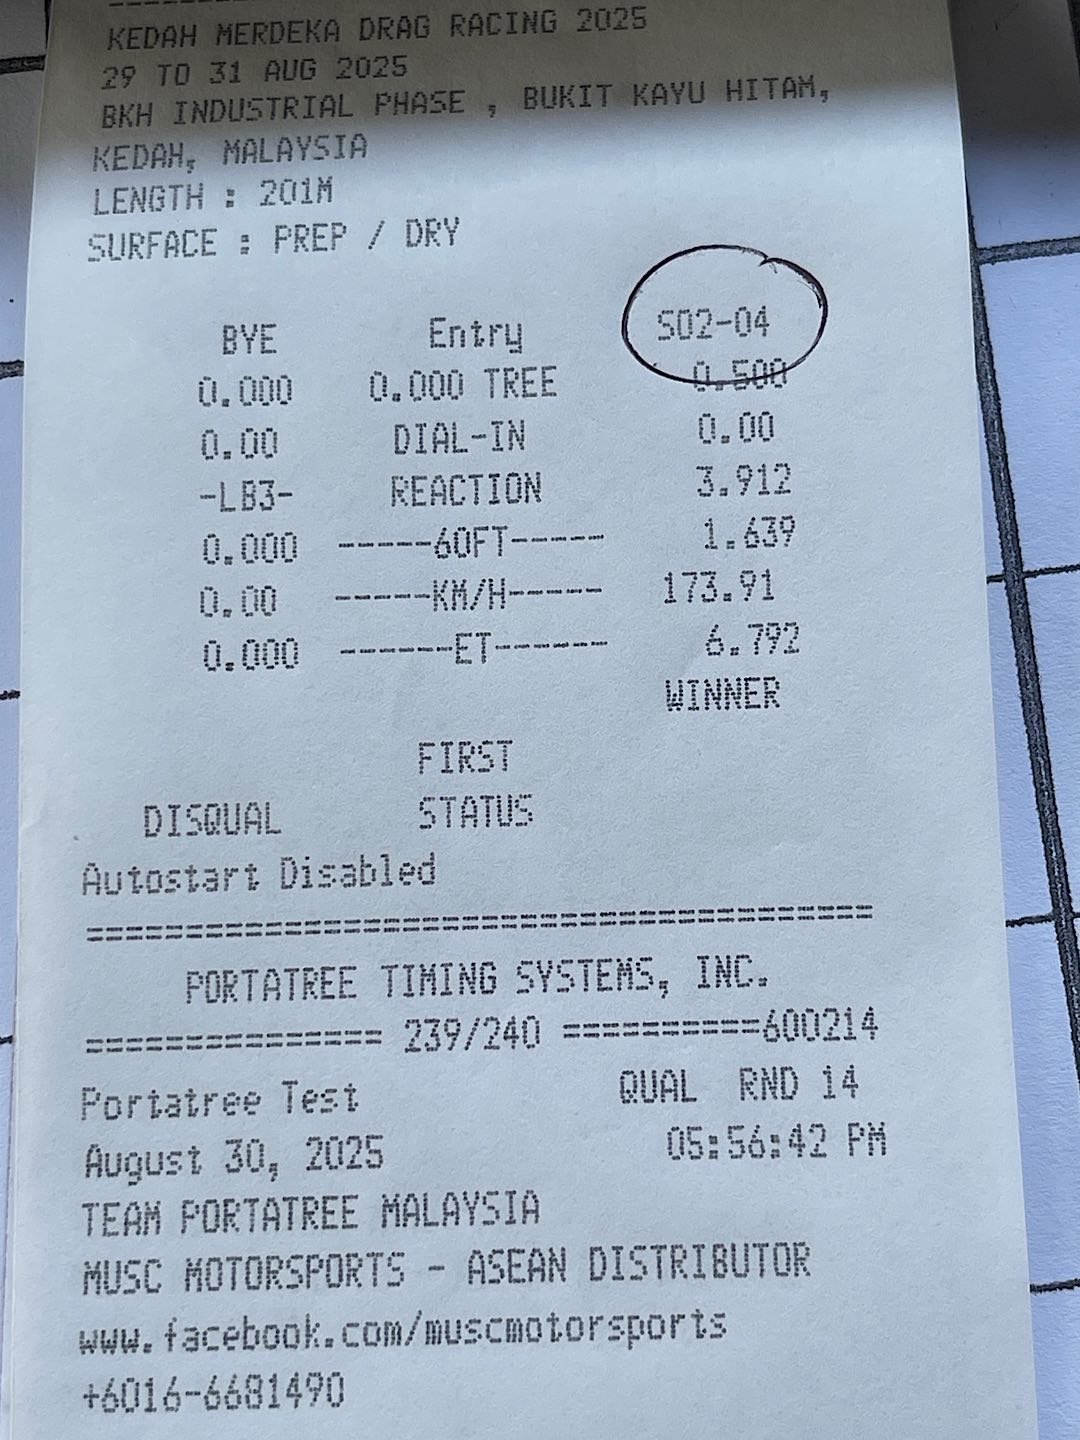 KEDAH MERDEKA DRAG RACING 2025
29 TO 31 AUG 2025
BKH INDUSTRIAL PHASE , BUKIT KAYU HITAM,
KEDAH, MALAYSIA
LENGTH : 201M
SURFACE : PREP / DRY
BYE Entry S02-04
0.000 0.000 TREE 0.500
0.00 DIAL-IN 0.00
-LB3- REACTION 3.912
0.000 -----60FT----- 1.639
0.00 -----KM/H----- 173.91
0.000 ------ET------ 6.792
WINNER
FIRST
DISQUAL STATUS
Autostart Disabled
========================================
PORTATREE TIMING SYSTEMS, INC.
=============== 239/240 ==========600214
Portatree Test QUAL RND 14
August 30, 2025 05:56:42 PM
TEAM PORTATREE MALAYSIA
MUSC MOTORSPORTS - ASEAN DISTRIBUTOR
www.facebook.com/muscmotorsports
+6016-6681490